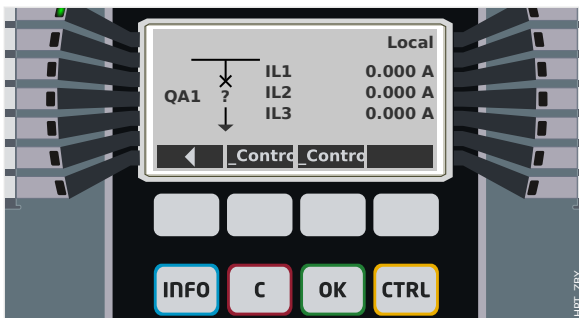 Local
IL1 0.000 A
QA1 ? IL2 0.000 A
IL3 0.000 A
_Contro _Contro
INFO C OK CTRL